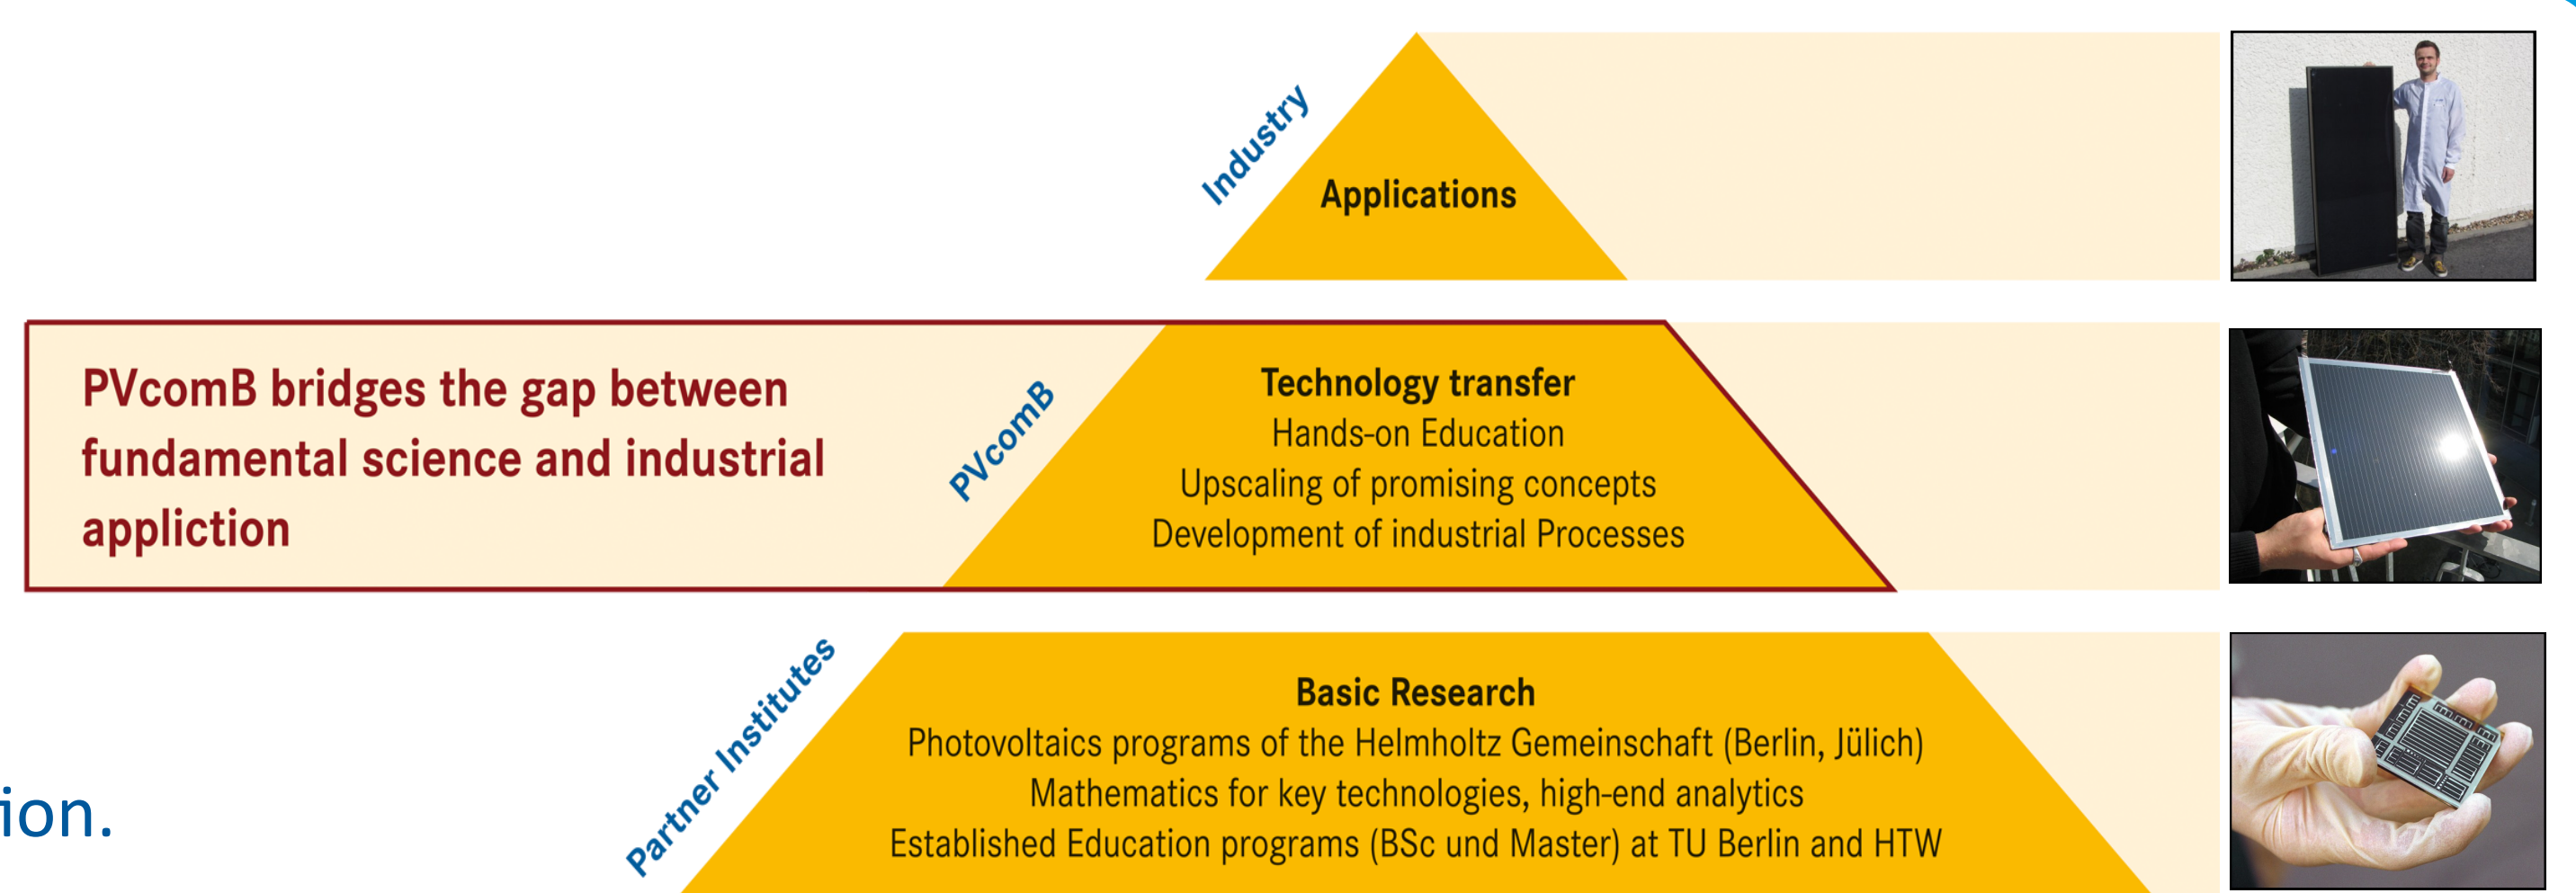 Industry
Applications
PVcomB bridges the gap between
fundamental science and industrial
appliction
PVcomB
Technology transfer
Hands-on Education
Upscaling of promising concepts
Development of industrial Processes
Partner Institutes
Basic Research
Photovoltaics programs of the Helmholtz Gemeinschaft (Berlin, Jülich)
Mathematics for key technologies, high-end analytics
Established Education programs (BSc und Master) at TU Berlin and HTW
ion.